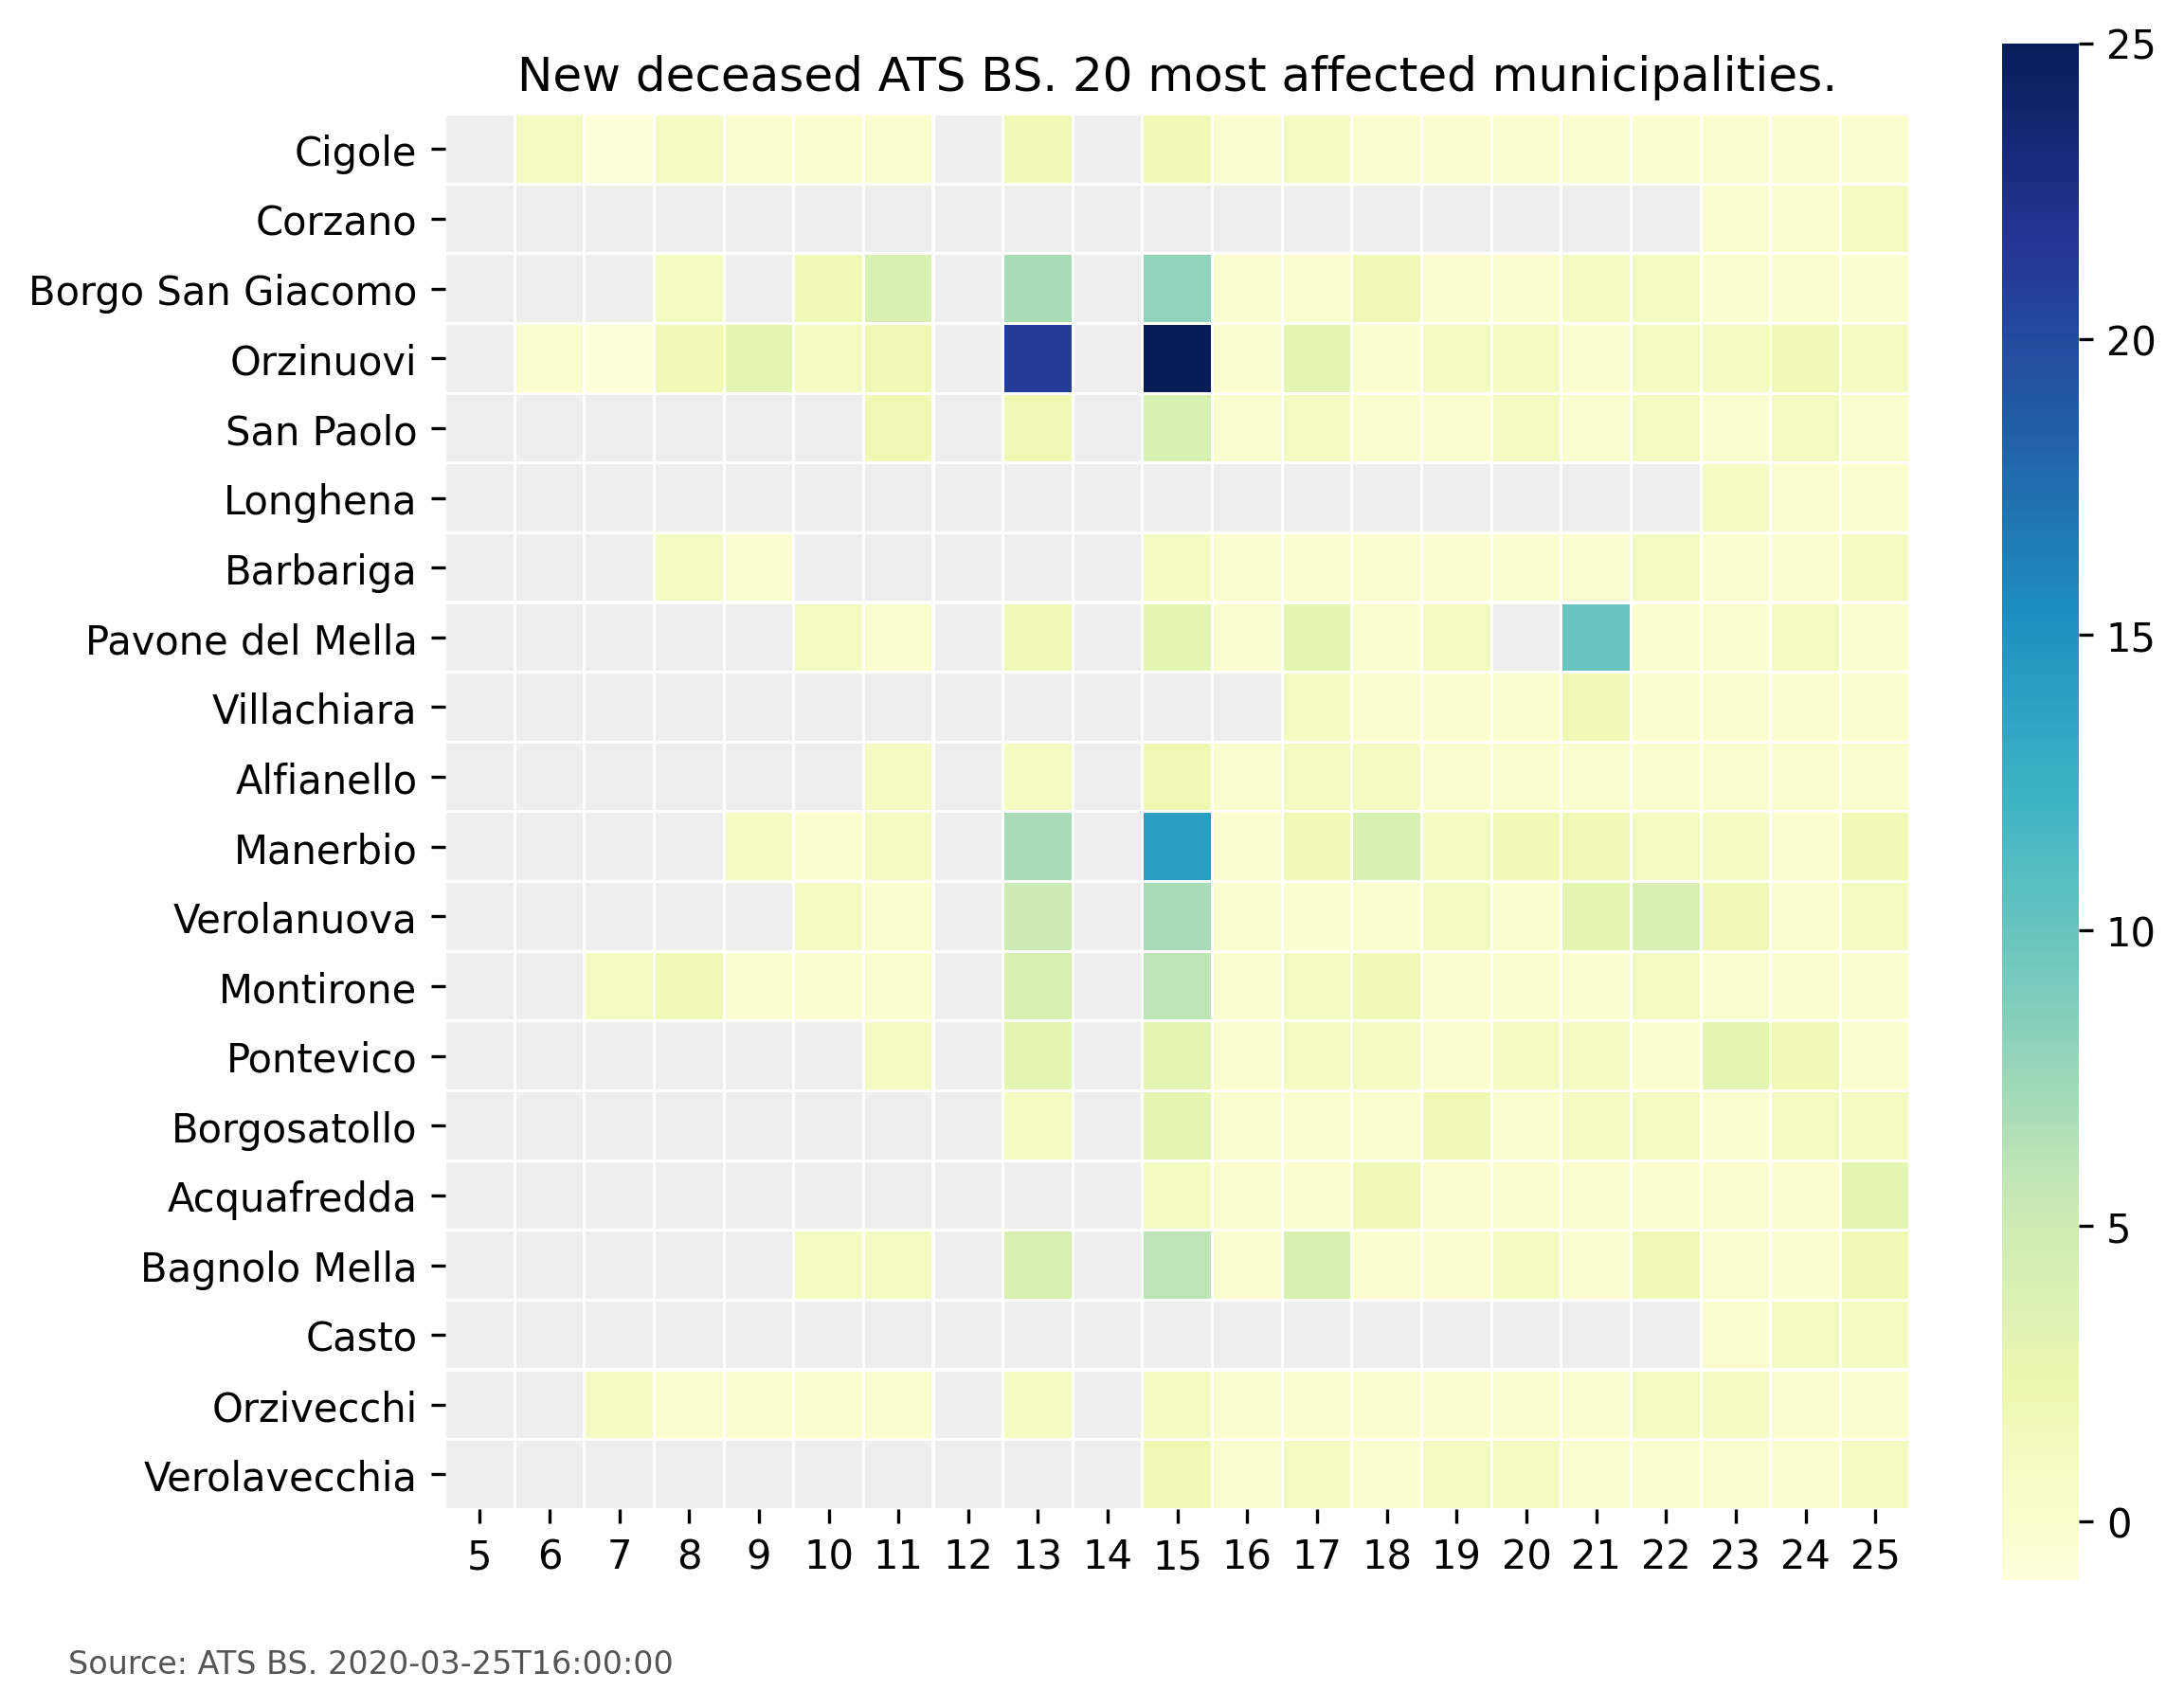 New deceased ATS BS. 20 most affected municipalities.
Cigole
Corzano
Borgo San Giacomo
Orzinuovi
San Paolo
Longhena
Barbariga
Pavone del Mella
Villachiara
Alfianello
Manerbio
Verolanuova
Montirone
Pontevico
Borgosatollo
Acquafredda
Bagnolo Mella
Casto
Orzivecchi
Verolavecchia
5 6 7 8 9 10 11 12 13 14 15 16 17 18 19 20 21 22 23 24 25
25
20
15
10
5
0
Source: ATS BS. 2020-03-25T16:00:00